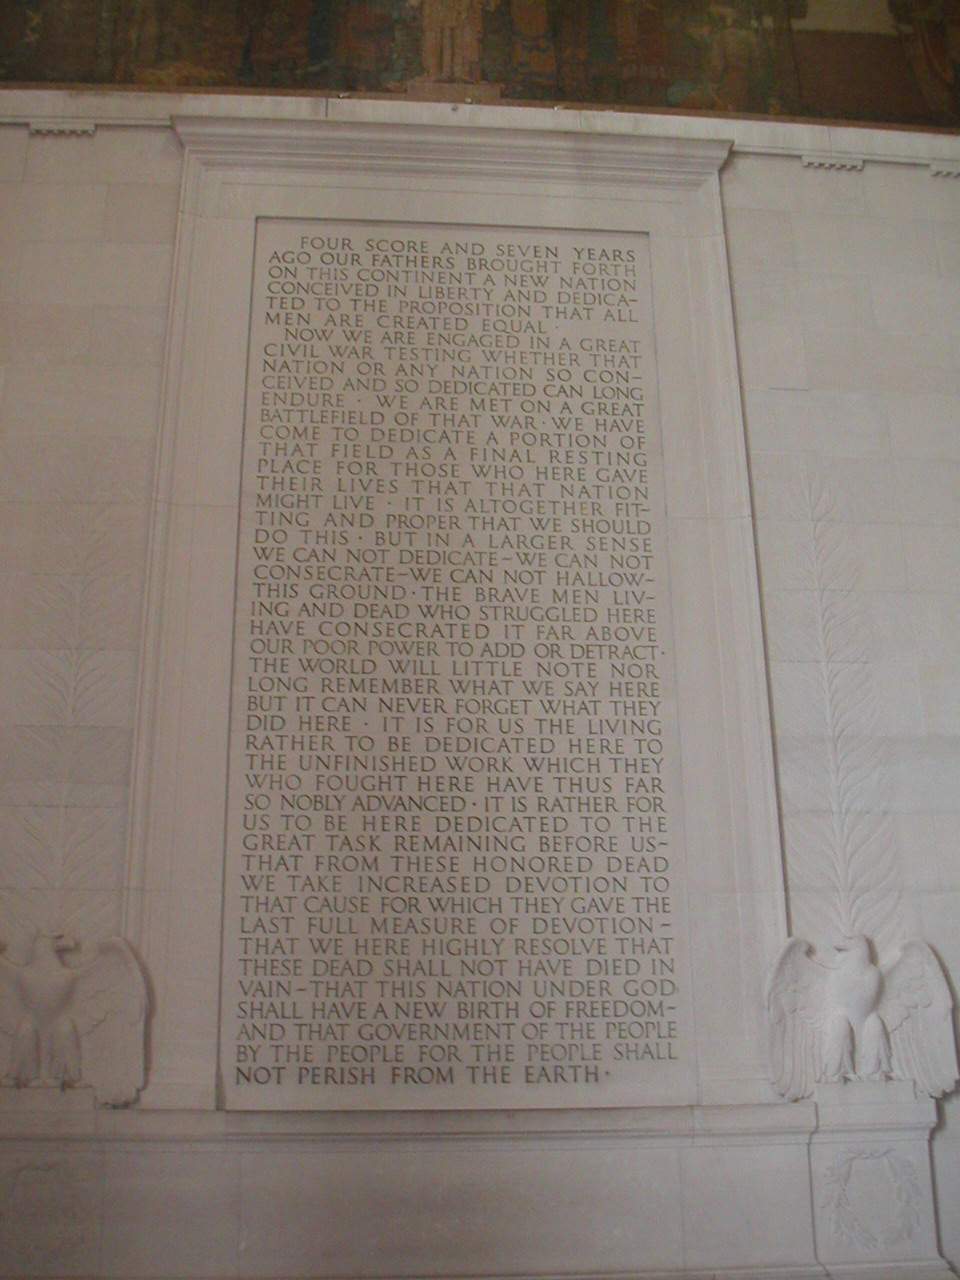 FOUR SCORE AND SEVEN YEARS
AGO OUR FATHERS BROUGHT FORTH
ON THIS CONTINENT A NEW NATION
CONCEIVED IN LIBERTY AND DEDICA-
TED TO THE PROPOSITION THAT ALL
MEN ARE CREATED EQUAL ·
NOW WE ARE ENGAGED IN A GREAT
CIVIL WAR TESTING WHETHER THAT
NATION OR ANY NATION SO CON-
CEIVED AND SO DEDICATED CAN LONG
ENDURE · WE ARE MET ON A GREAT
BATTLEFIELD OF THAT WAR · WE HAVE
COME TO DEDICATE A PORTION OF
THAT FIELD AS A FINAL RESTING
PLACE FOR THOSE WHO HERE GAVE
THEIR LIVES THAT THAT NATION
MIGHT LIVE · IT IS ALTOGETHER FIT-
TING AND PROPER THAT WE SHOULD
DO THIS · BUT IN A LARGER SENSE
WE CAN NOT DEDICATE-WE CAN NOT
CONSECRATE-WE CAN NOT HALLOW-
THIS GROUND · THE BRAVE MEN LIV-
ING AND DEAD WHO STRUGGLED HERE
HAVE CONSECRATED IT FAR ABOVE
OUR POOR POWER TO ADD OR DETRACT ·
THE WORLD WILL LITTLE NOTE NOR
LONG REMEMBER WHAT WE SAY HERE
BUT IT CAN NEVER FORGET WHAT THEY
DID HERE · IT IS FOR US THE LIVING
RATHER TO BE DEDICATED HERE TO
THE UNFINISHED WORK WHICH THEY
WHO FOUGHT HERE HAVE THUS FAR
SO NOBLY ADVANCED · IT IS RATHER FOR
US TO BE HERE DEDICATED TO THE
GREAT TASK REMAINING BEFORE US-
THAT FROM THESE HONORED DEAD
WE TAKE INCREASED DEVOTION TO
THAT CAUSE FOR WHICH THEY GAVE THE
LAST FULL MEASURE OF DEVOTION-
THAT WE HERE HIGHLY RESOLVE THAT
THESE DEAD SHALL NOT HAVE DIED IN
VAIN-THAT THIS NATION UNDER GOD
SHALL HAVE A NEW BIRTH OF FREEDOM-
AND THAT GOVERNMENT OF THE PEOPLE
BY THE PEOPLE FOR THE PEOPLE SHALL
NOT PERISH FROM THE EARTH ·